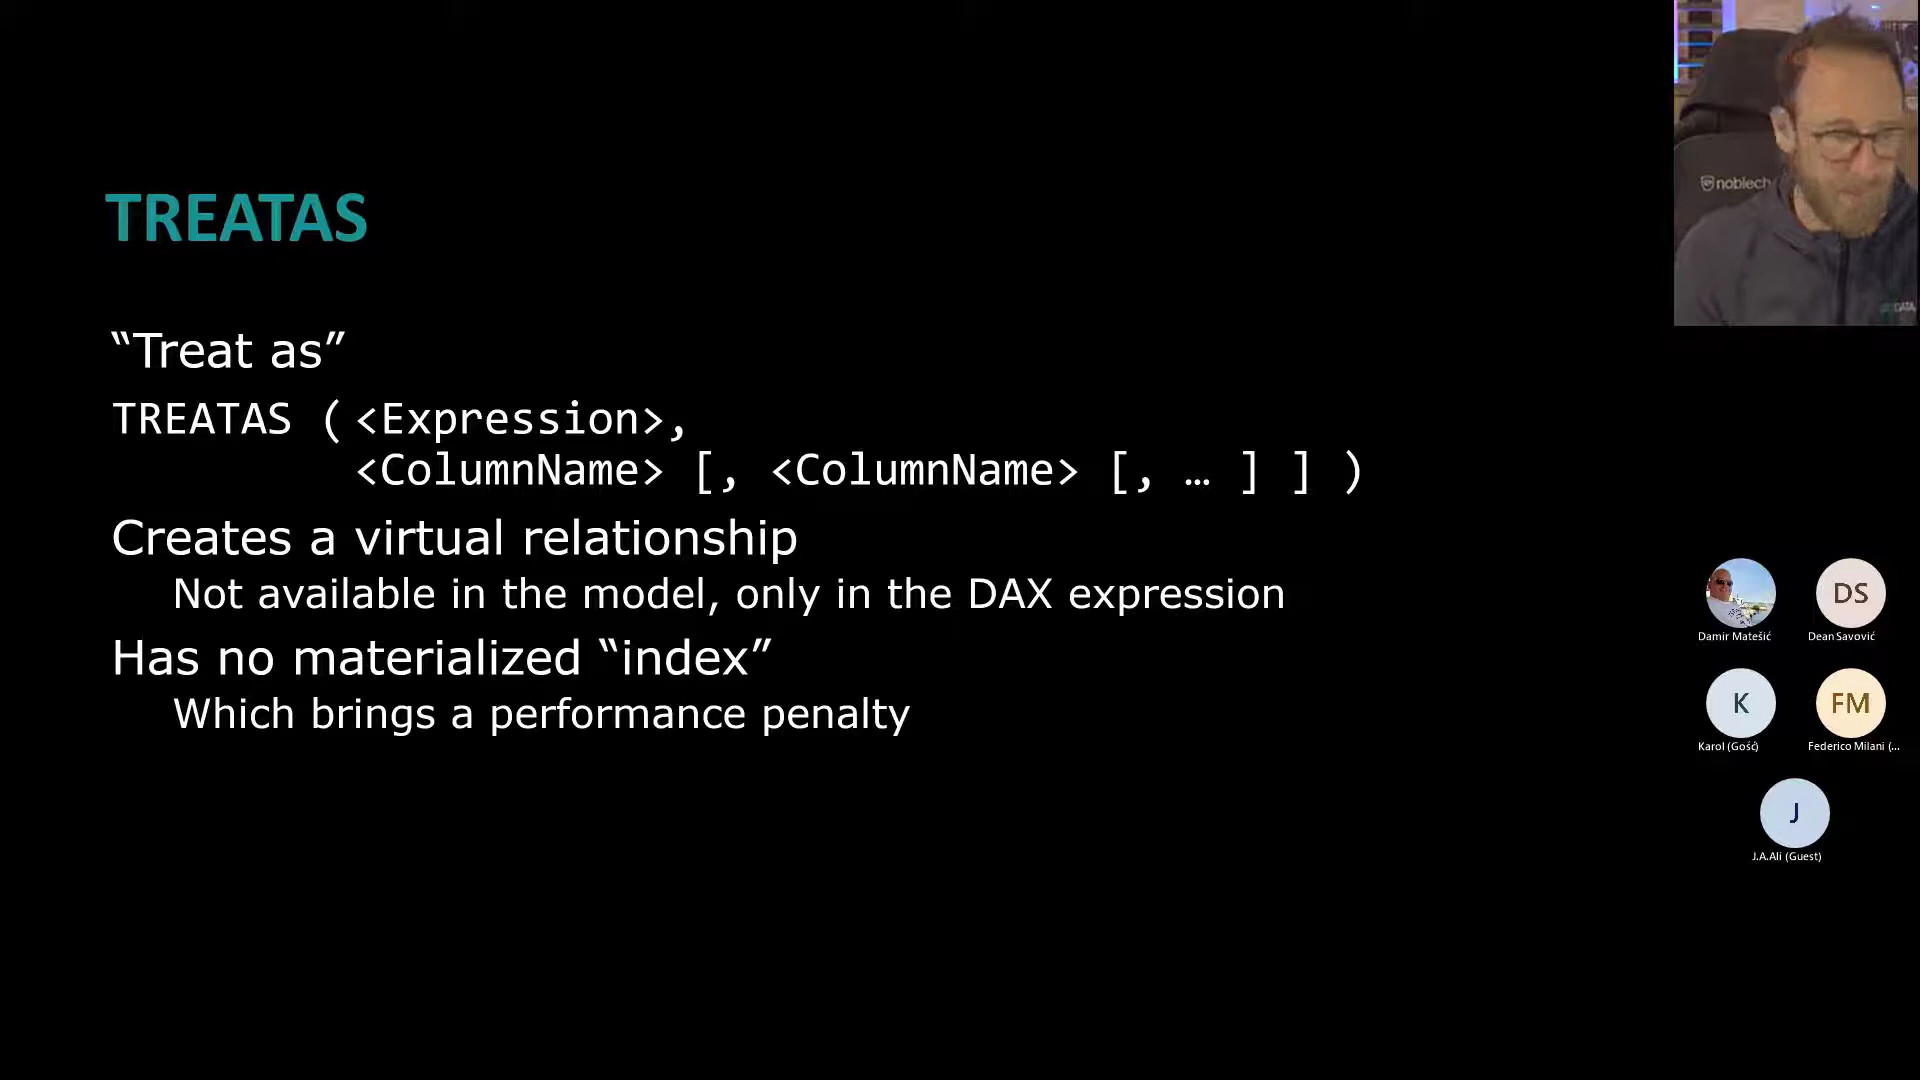 TREATAS
“Treat as”
TREATAS ( <Expression>,
<ColumnName> [, <ColumnName> [, … ] ] )
Creates a virtual relationship
Not available in the model, only in the DAX expression
Has no materialized “index”
Which brings a performance penalty
noblech
DATA
Damir Matešić
DS
Dean Savović
K
Karol (Gość)
FM
Federico Milani (...
J
J.A.Ali (Guest)